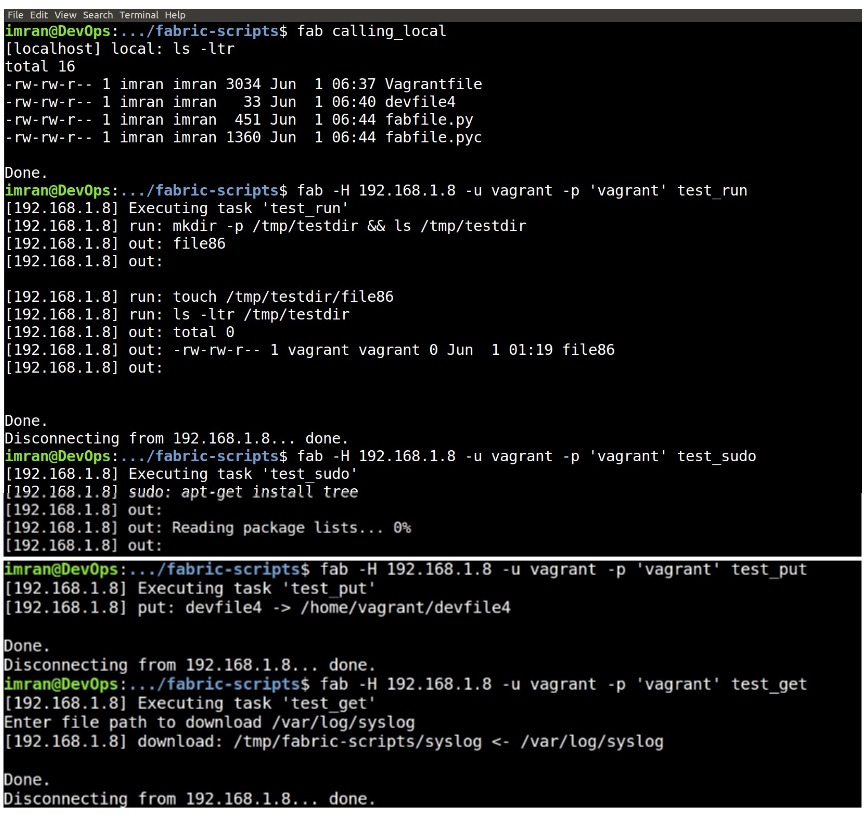 File Edit View Search Terminal Help
imran@DevOps:.../fabric-scripts$ fab calling_local
[localhost] local: ls -ltr
total 16
-rw-rw-r-- 1 imran imran 3034 Jun  1 06:37 Vagrantfile
-rw-rw-r-- 1 imran imran   33 Jun  1 06:40 devfile4
-rw-rw-r-- 1 imran imran  451 Jun  1 06:44 fabfile.py
-rw-rw-r-- 1 imran imran 1360 Jun  1 06:44 fabfile.pyc
Done.
imran@DevOps:.../fabric-scripts$ fab -H 192.168.1.8 -u vagrant -p 'vagrant' test_run
[192.168.1.8] Executing task 'test_run'
[192.168.1.8] run: mkdir -p /tmp/testdir && ls /tmp/testdir
[192.168.1.8] out: file86
[192.168.1.8] out:
[192.168.1.8] run: touch /tmp/testdir/file86
[192.168.1.8] run: ls -ltr /tmp/testdir
[192.168.1.8] out: total 0
[192.168.1.8] out: -rw-rw-r-- 1 vagrant vagrant 0 Jun  1 01:19 file86
[192.168.1.8] out:
Done.
Disconnecting from 192.168.1.8... done.
imran@DevOps:.../fabric-scripts$ fab -H 192.168.1.8 -u vagrant -p 'vagrant' test_sudo
[192.168.1.8] Executing task 'test_sudo'
[192.168.1.8] sudo: apt-get install tree
[192.168.1.8] out:
[192.168.1.8] out: Reading package lists... 0%
[192.168.1.8] out:
imran@DevOps:.../fabric-scripts$ fab -H 192.168.1.8 -u vagrant -p 'vagrant' test_put
[192.168.1.8] Executing task 'test_put'
[192.168.1.8] put: devfile4 -> /home/vagrant/devfile4
Done.
Disconnecting from 192.168.1.8... done.
imran@DevOps:.../fabric-scripts$ fab -H 192.168.1.8 -u vagrant -p 'vagrant' test_get
[192.168.1.8] Executing task 'test_get'
Enter file path to download /var/log/syslog
[192.168.1.8] download: /tmp/fabric-scripts/syslog <- /var/log/syslog
Done.
Disconnecting from 192.168.1.8... done.